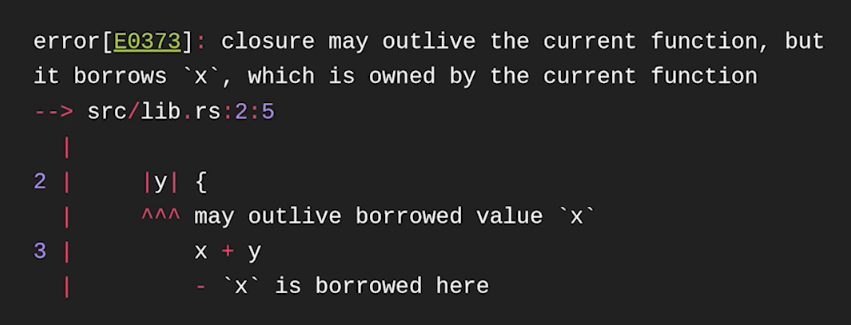 error[E0373]: closure may outlive the current function, but
it borrows `x`, which is owned by the current function
--> src/lib.rs:2:5
  |
2 |     |y| {
  |     ^^^ may outlive borrowed value `x`
3 |         x + y
  |         - `x` is borrowed here